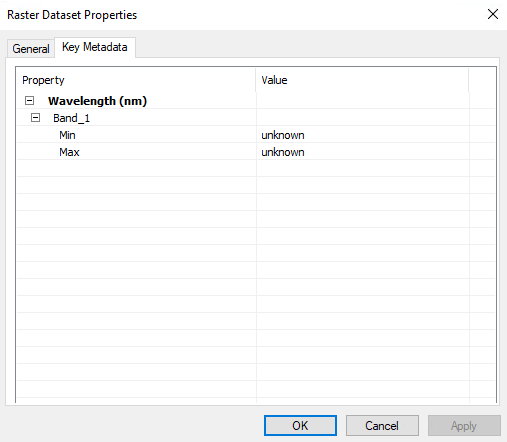 Raster Dataset Properties
General Key Metadata
Property Value
Wavelength (nm)
Band_1
Min unknown
Max unknown
OK Cancel Apply